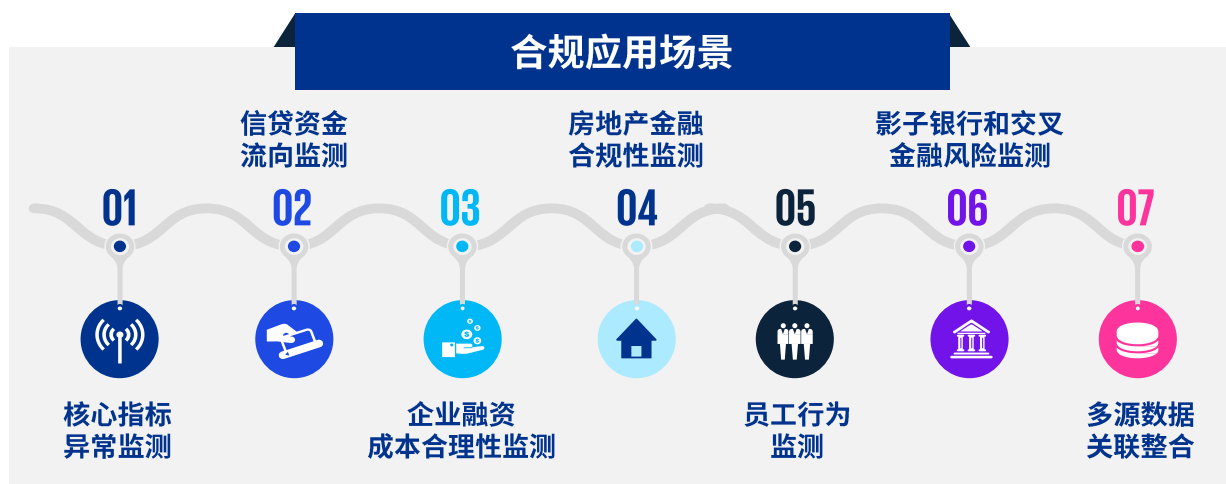 合规应用场景
01
核心指标
异常监测
信贷资金
流向监测
02
03
企业融资
成本合理性监测
房地产金融
合规性监测
04
05
员工行为
监测
影子银行和交叉
金融风险监测
06
07
多源数据
关联整合